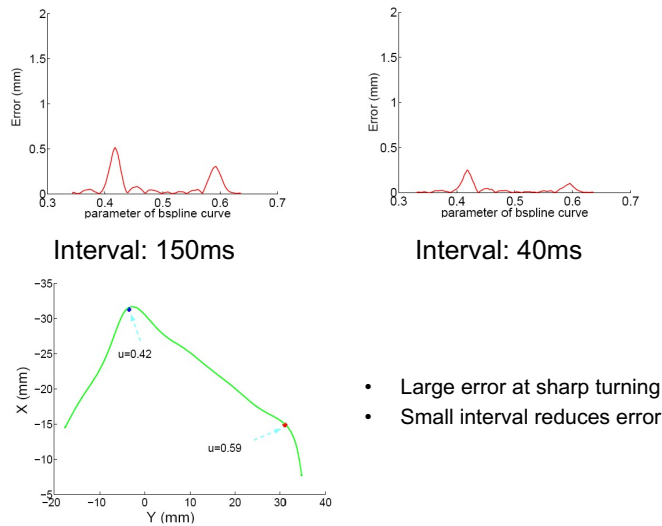 2
1.5
1
0.5
0
0.3
0.4
0.5
0.6
0.7
Error (mm)
parameter of bspline curve
Interval: 150ms
2
1.5
1
0.5
0
0.3
0.4
0.5
0.6
0.7
Error (mm)
parameter of bspline curve
Interval: 40ms
−35
−30
−25
−20
−15
−10
−5
−20
−10
0
10
20
30
40
X (mm)
Y (mm)
u=0.42
u=0.59
• Large error at sharp turning
• Small interval reduces error